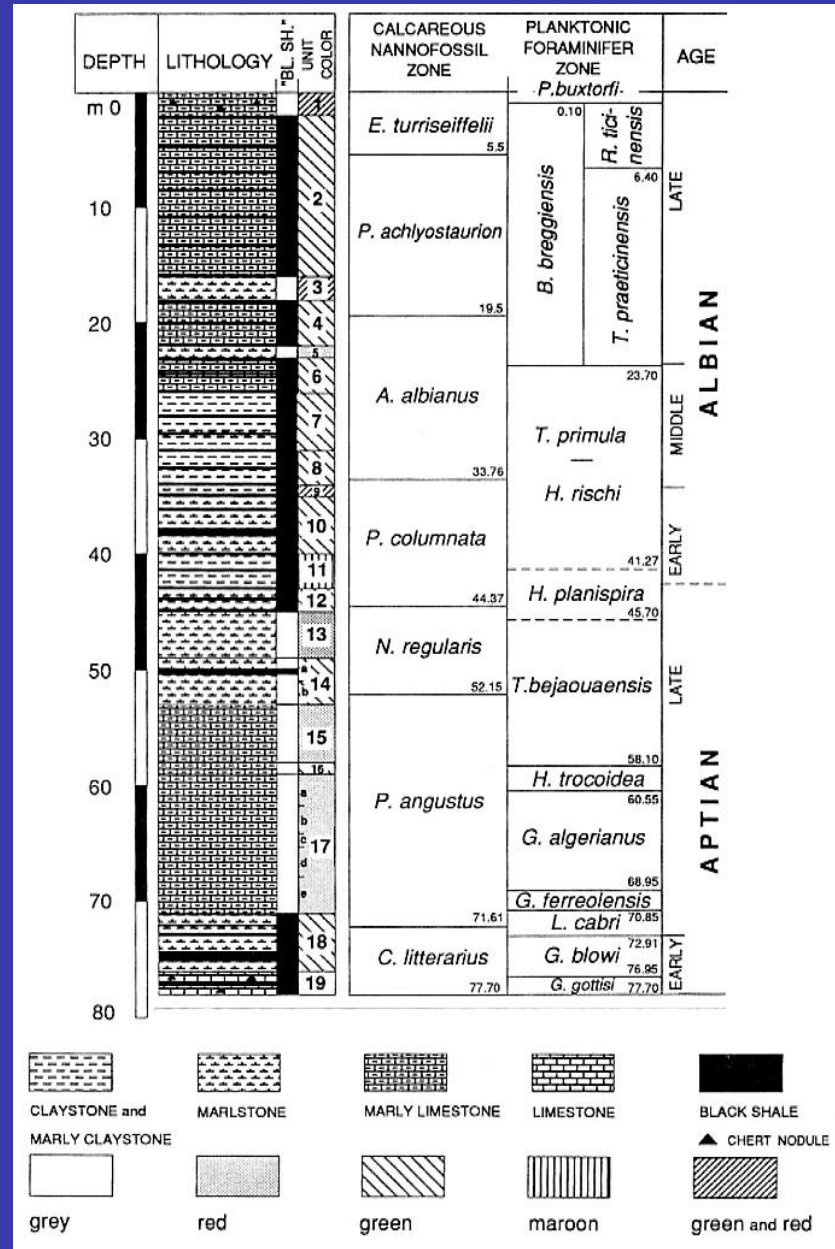 DEPTH
LITHOLOGY
"BL. SH."
UNIT
COLOR
CALCAREOUS
NANNOFOSSIL
ZONE
PLANKTONIC
FORAMINIFER
ZONE
AGE
m 0
10
20
30
40
50
60
70
80
1
2
3
4
5
6
7
8
9
10
11
12
13
a
14
b
15
16
a
b
c 17
d
e
18
19
E. turriseiffelii
5.5
P. achlyostaurion
19.5
A. albianus
33.76
P. columnata
44.37
N. regularis
52.15
P. angustus
71.61
C. litterarius
77.70
P.buxtorfi
0.10
B. breggiensis
R. tici-
nensis
6.40
T. praeticinensis
23.70
T. primula
—
H. rischi
41.27
H. planispira
45.70
T.bejaouaensis
58.10
H. trocoidea
60.55
G. algerianus
68.95
G. ferreolensis
L. cabri 70.85
72.91
G. blowi
76.95
G. gottisi 77.70
LATE
MIDDLE
EARLY
ALBIAN
LATE
EARLY
APTIAN
CLAYSTONE and
MARLY CLAYSTONE
MARLSTONE
MARLY LIMESTONE
LIMESTONE
BLACK SHALE
CHERT NODULE
grey
red
green
maroon
green and red